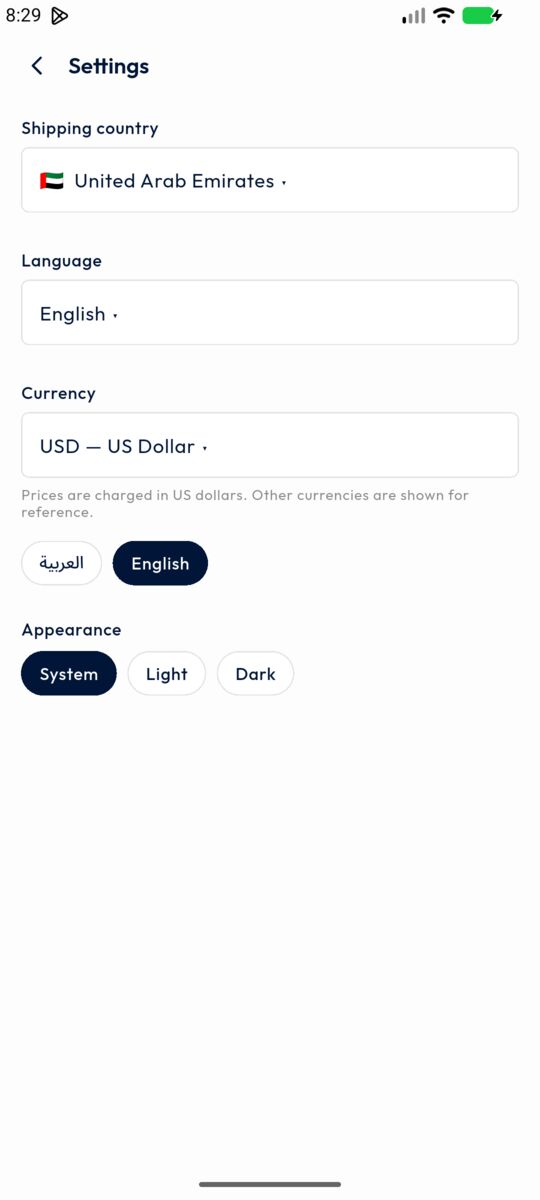 8:29
Settings
Shipping country
United Arab Emirates
Language
English
Currency
USD — US Dollar
Prices are charged in US dollars. Other currencies are shown for
reference.
العربية English
Appearance
System Light Dark